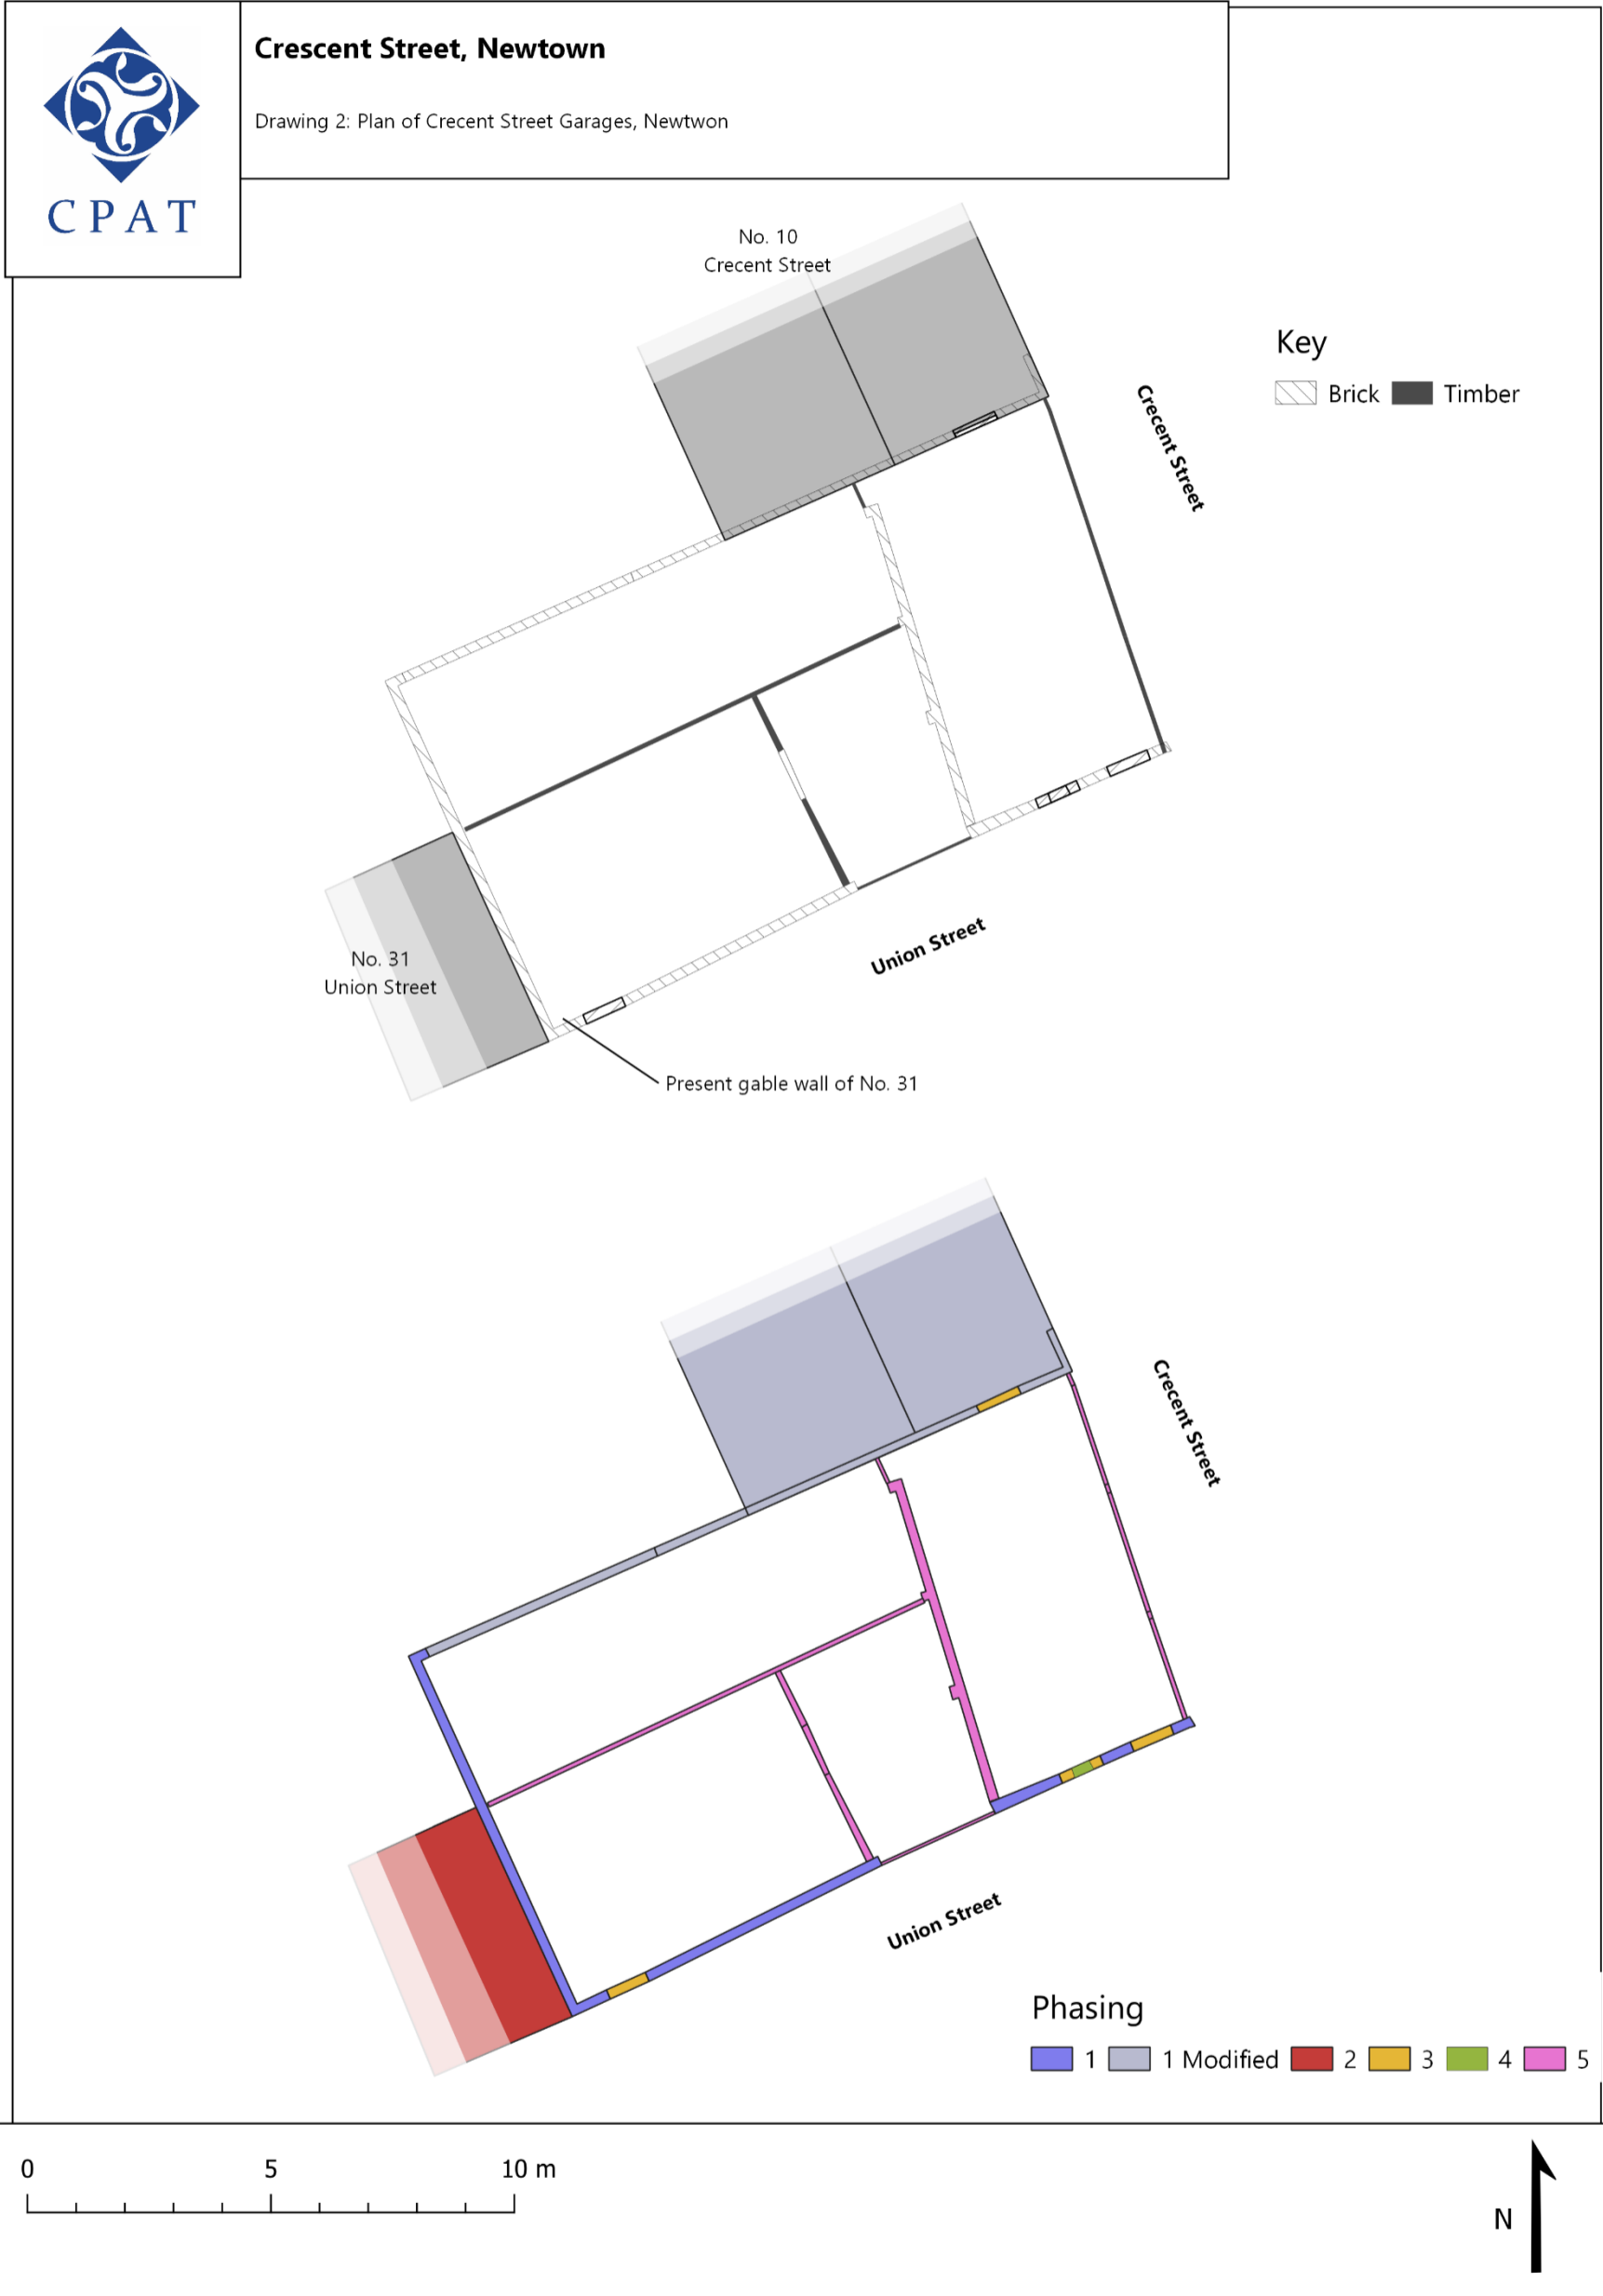 Crescent Street, Newtown
Drawing 2: Plan of Crecent Street Garages, Newtwon
CPAT
No. 10
Crecent Street
Key
Brick
Timber
Crecent Street
Union Street
No. 31
Union Street
Present gable wall of No. 31
Crecent Street
Union Street
Phasing
1
1 Modified
2
3
4
5
0
5
10 m
N